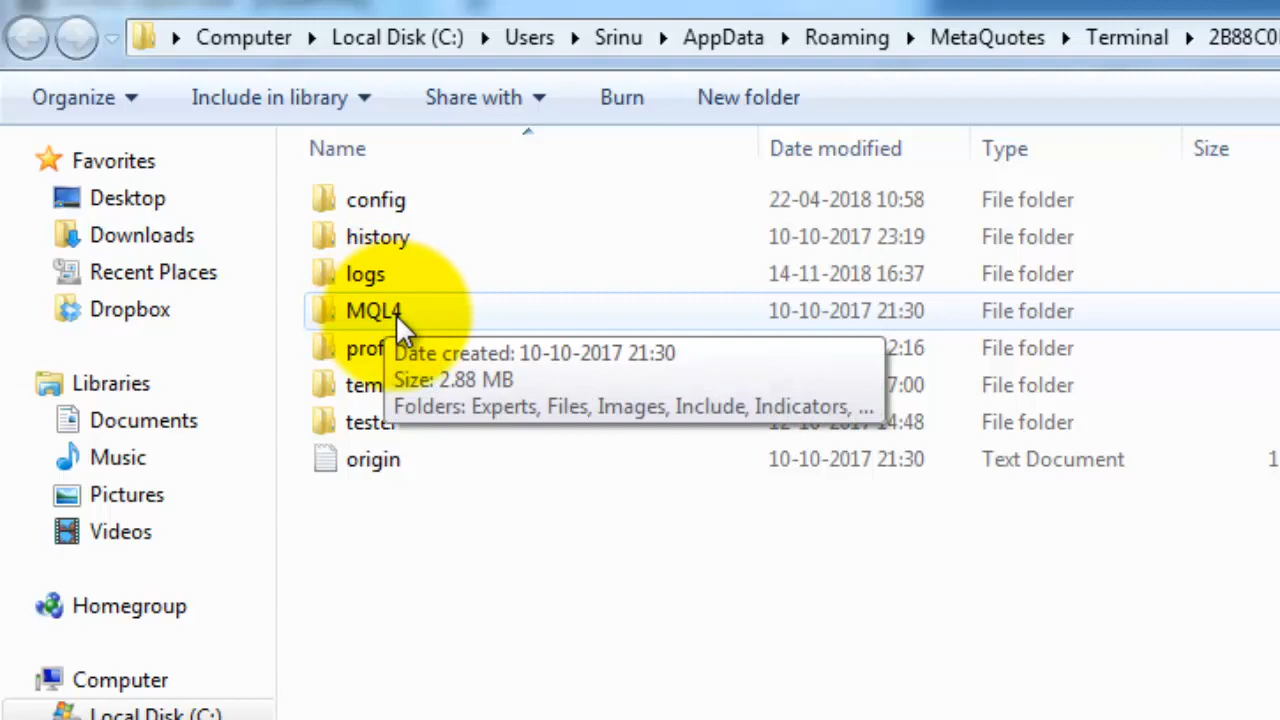 Computer Local Disk (C:) Users Srinu AppData Roaming MetaQuotes Terminal
Organize Include in library Share with Burn New folder
Name Date modified Type Size
Favorites
Desktop
Downloads
Recent Places
Dropbox
Libraries
Documents
Music
Pictures
Videos
Homegroup
Computer
Local Disk (C:)
config 22-04-2018 10:58 File folder
history 10-10-2017 23:19 File folder
logs 14-11-2018 16:37 File folder
MQL4 10-10-2017 21:30 File folder
File folder
File folder
tester 14:48 File folder
origin 10-10-2017 21:30 Text Document
Date created: 10-10-2017 21:30
Size: 2.88 MB
Folders: Experts, Files, Images, Include, Indicators, ...